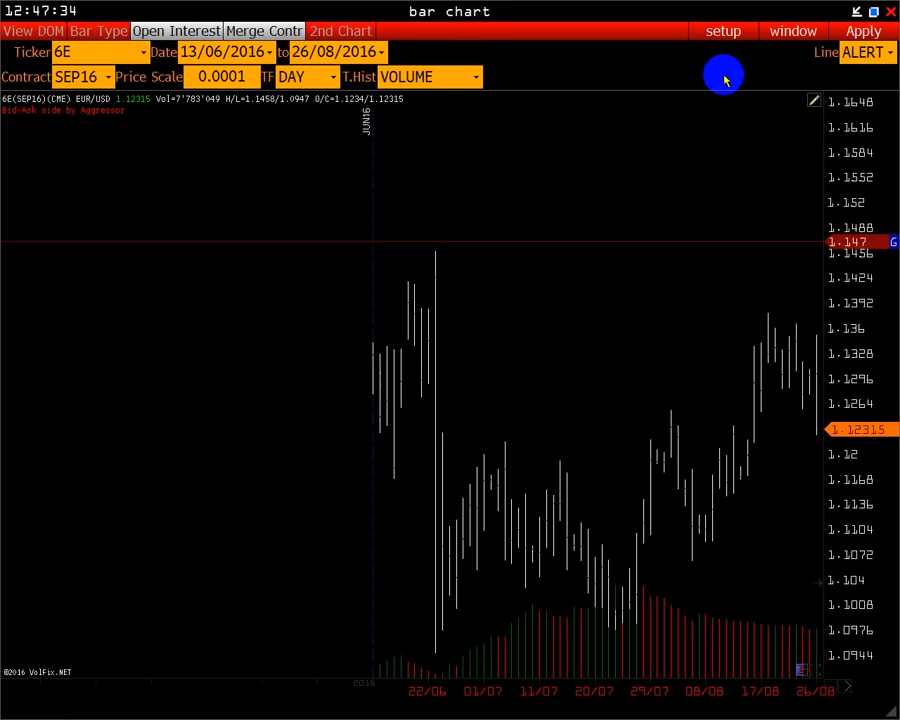 12:47:34 bar chart
View DOM Bar Type Open Interest Merge Contr 2nd Chart setup window Apply
Ticker 6E Date 13/06/2016 to 26/08/2016 Line ALERT
Contract SEP16 Price Scale 0.0001 TF DAY T.Hist VOLUME
6E(SEP16)(CME) EUR/USD 1.12315 Vol=7'783'049 H/L=1.1458/1.0947 O/C=1.1234/1.12315
Bid-Ask side by Aggressor
JUN16
1.1648
1.1616
1.1584
1.1552
1.152
1.1488
1.147 G
1.1456
1.1424
1.1392
1.136
1.1328
1.1296
1.1264
1.12315
1.12
1.1168
1.1136
1.1104
1.1072
1.104
1.1008
1.0976
1.0944
©2016 VolFix.NET
2016
22/06 01/07 11/07 20/07 29/07 08/08 17/08 26/08